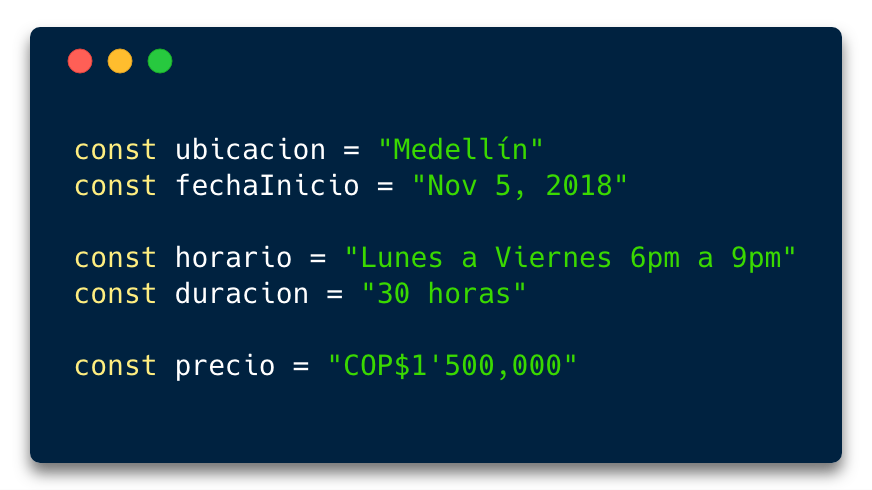 const ubicacion = "Medellín"
const fechaInicio = "Nov 5, 2018"
const horario = "Lunes a Viernes 6pm a 9pm"
const duracion = "30 horas"
const precio = "COP$1'500,000"